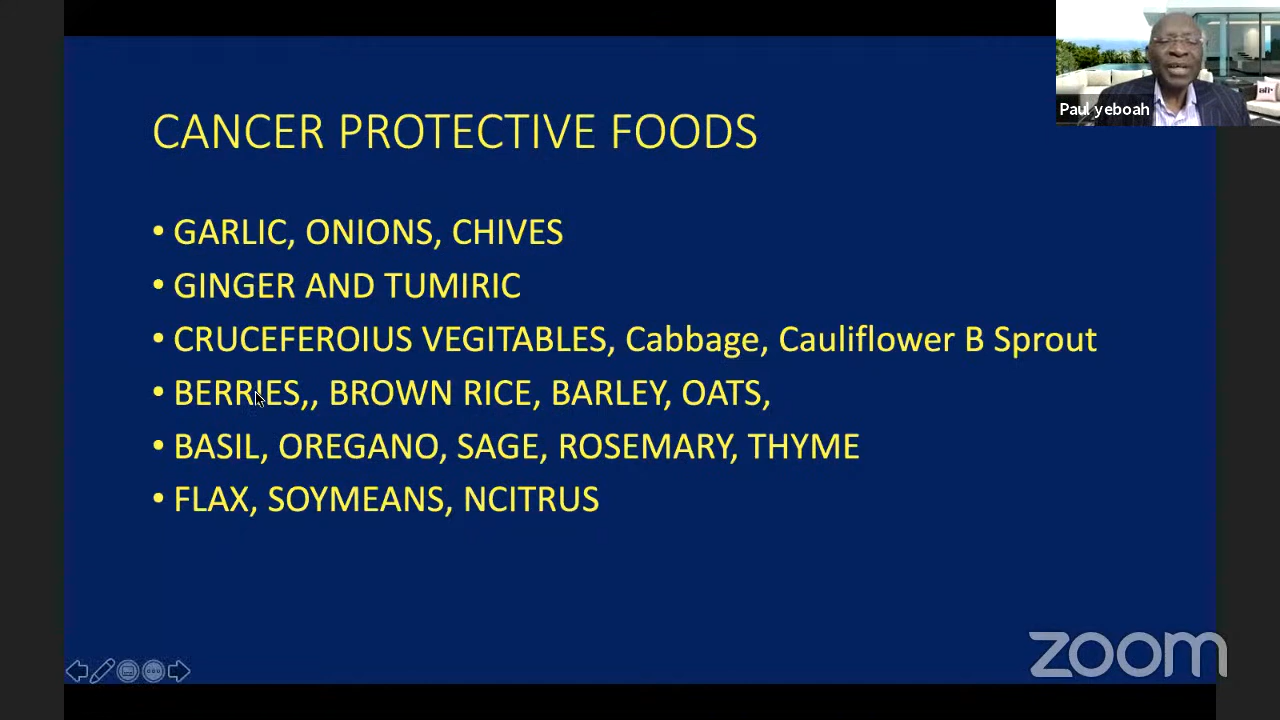 Paul yeboah
CANCER PROTECTIVE FOODS
• GARLIC, ONIONS, CHIVES
• GINGER AND TUMIRIC
• CRUCEFEROIUS VEGITABLES, Cabbage, Cauliflower B Sprout
• BERRIES,, BROWN RICE, BARLEY, OATS,
• BASIL, OREGANO, SAGE, ROSEMARY, THYME
• FLAX, SOYMEANS, NCITRUS
zoom